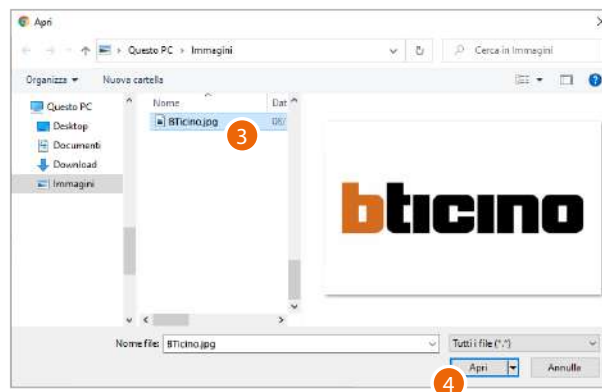 Apri
Questo PC > Immagini
Cerca in Immagini
Organizza
Nuova cartella
Questo PC
Desktop
Documenti
Download
Immagini
Nome
Dat
BTicino.jpg
08/
3
bticino
Nome file:
BTicino.jpg
Tutti i file (*.*)
Apri
Annulla
4